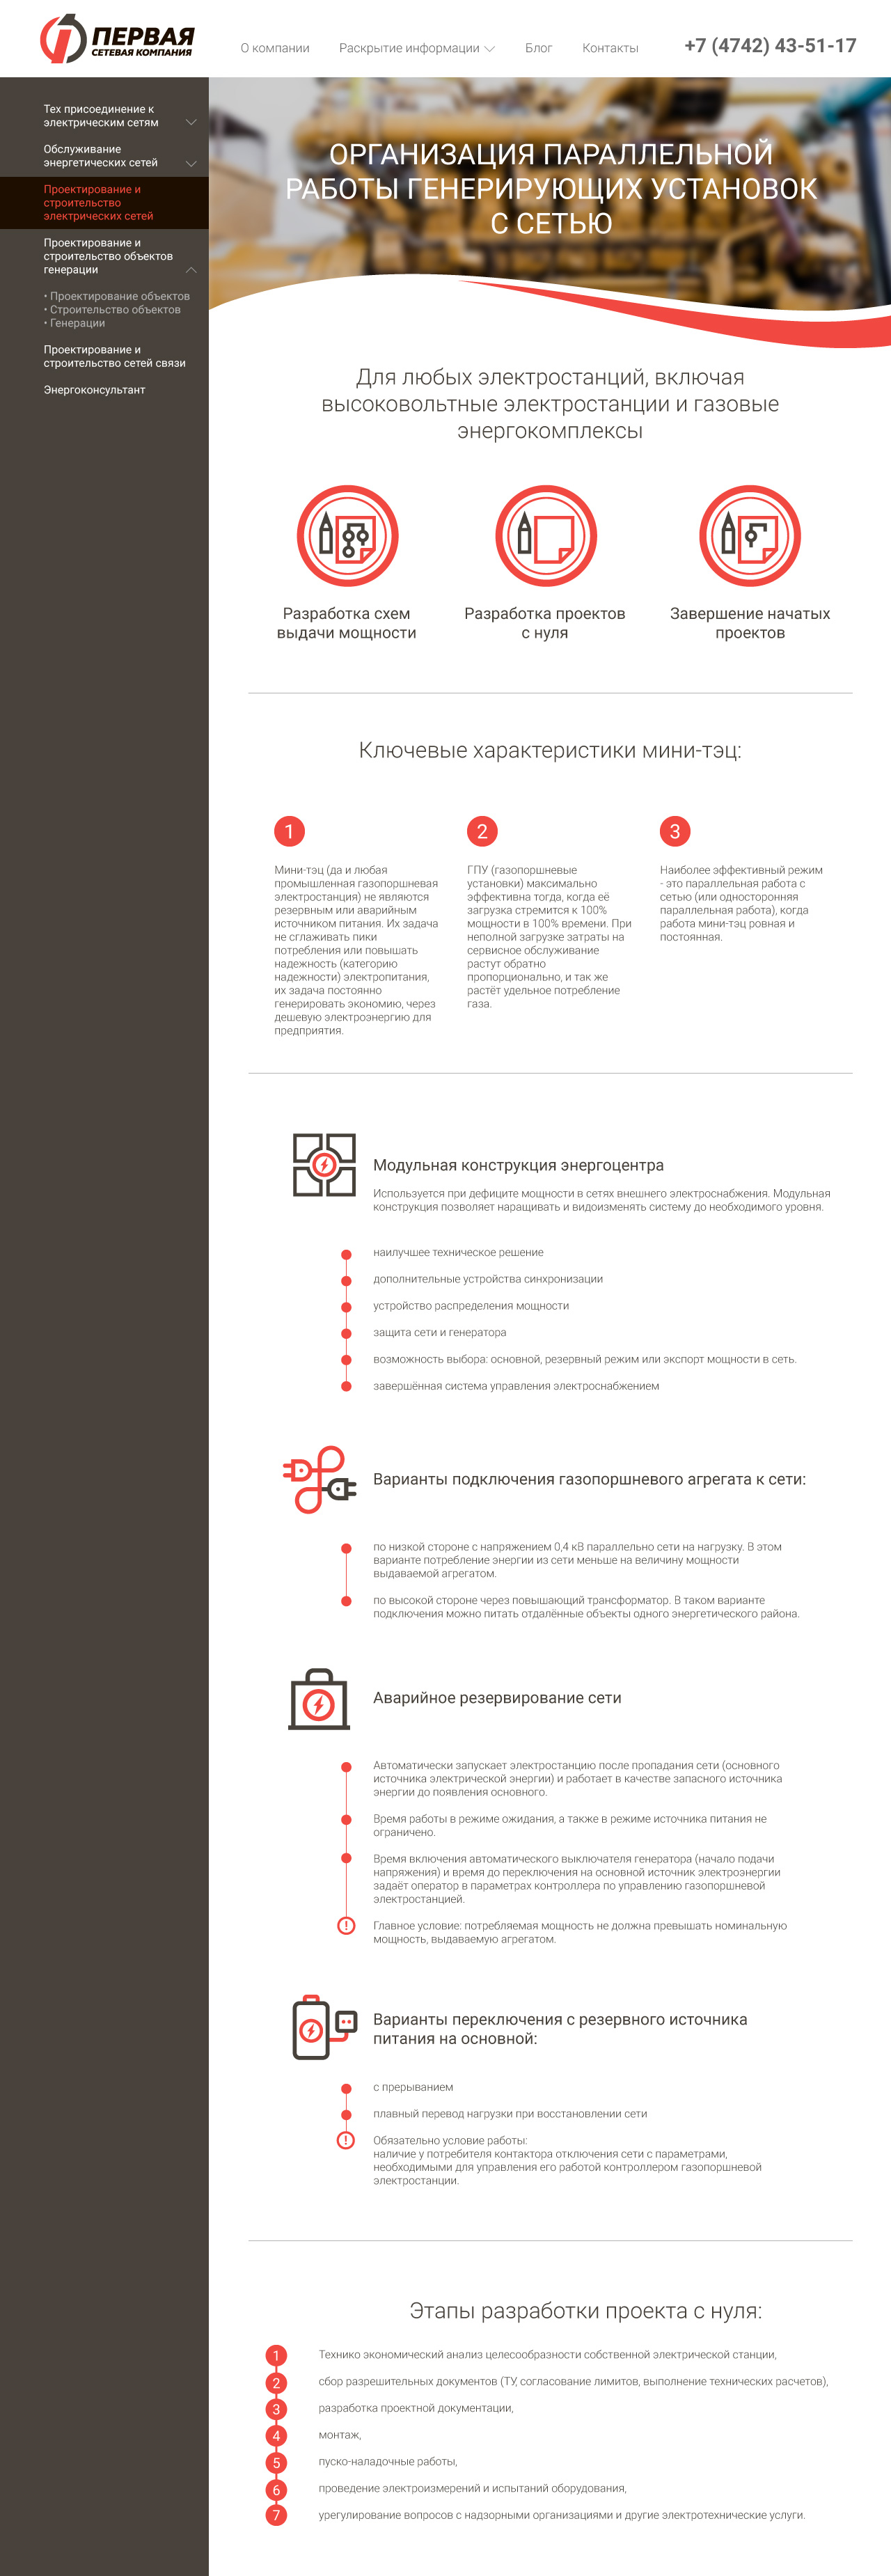 ПЕРВАЯ
СЕТЕВАЯ КОМПАНИЯ
О компании
Раскрытие информации
Блог
Контакты
+7 (4742) 43-51-17
Тех присоединение к
электрическим сетям
Обслуживание
энергетических сетей
Проектирование и
строительство
электрических сетей
Проектирование и
строительство объектов
генерации
• Проектирование объектов
• Строительство объектов
• Генерации
Проектирование и
строительство сетей связи
Энергоконсультант
ОРГАНИЗАЦИЯ ПАРАЛЛЕЛЬНОЙ
РАБОТЫ ГЕНЕРИРУЮЩИХ УСТАНОВОК
С СЕТЬЮ
Для любых электростанций, включая
высоковольтные электростанции и газовые
энергокомплексы
Разработка схем
выдачи мощности
Разработка проектов
с нуля
Завершение начатых
проектов
Ключевые характеристики мини-тэц:
1
Мини-тэц (да и любая
промышленная газопоршневая
электростанция) не являются
резервным или аварийным
источником питания. Их задача
не сглаживать пики
потребления или повышать
надежность (категорию
надежности) электропитания,
их задача постоянно
генерировать экономию, через
дешевую электроэнергию для
предприятия.
2
ГПУ (газопоршневые
установки) максимально
эффективна тогда, когда её
загрузка стремится к 100%
мощности в 100% времени. При
неполной загрузке затраты на
сервисное обслуживание
растут обратно
пропорционально, и так же
растёт удельное потребление
газа.
3
Наиболее эффективный режим
- это параллельная работа с
сетью (или односторонняя
параллельная работа), когда
работа мини-тэц ровная и
постоянная.
Модульная конструкция энергоцентра
Используется при дефиците мощности в сетях внешнего электроснабжения. Модульная
конструкция позволяет наращивать и видоизменять систему до необходимого уровня.
наилучшее техническое решение
дополнительные устройства синхронизации
устройство распределения мощности
защита сети и генератора
возможность выбора: основной, резервный режим или экспорт мощности в сеть.
завершённая система управления электроснабжением
Варианты подключения газопоршневого агрегата к сети:
по низкой стороне с напряжением 0,4 кВ параллельно сети на нагрузку. В этом
варианте потребление энергии из сети меньше на величину мощности
выдаваемой агрегатом.
по высокой стороне через повышающий трансформатор. В таком варианте
подключения можно питать отдалённые объекты одного энергетического района.
Аварийное резервирование сети
Автоматически запускает электростанцию после пропадания сети (основного
источника электрической энергии) и работает в качестве запасного источника
энергии до появления основного.
Время работы в режиме ожидания, а также в режиме источника питания не
ограничено.
Время включения автоматического выключателя генератора (начало подачи
напряжения) и время до переключения на основной источник электроэнергии
задаёт оператор в параметрах контроллера по управлению газопоршневой
электростанцией.
Главное условие: потребляемая мощность не должна превышать номинальную
мощность, выдаваемую агрегатом.
Варианты переключения с резервного источника
питания на основной:
с прерыванием
плавный перевод нагрузки при восстановлении сети
Обязательно условие работы:
наличие у потребителя контактора отключения сети с параметрами,
необходимыми для управления его работой контроллером газопоршневой
электростанции.
Этапы разработки проекта с нуля:
1 Технико экономический анализ целесообразности собственной электрической станции,
2 сбор разрешительных документов (ТУ, согласование лимитов, выполнение технических расчетов),
3 разработка проектной документации,
4 монтаж,
5 пуско-наладочные работы,
6 проведение электроизмерений и испытаний оборудования,
7 урегулирование вопросов с надзорными организациями и другие электротехнические услуги.